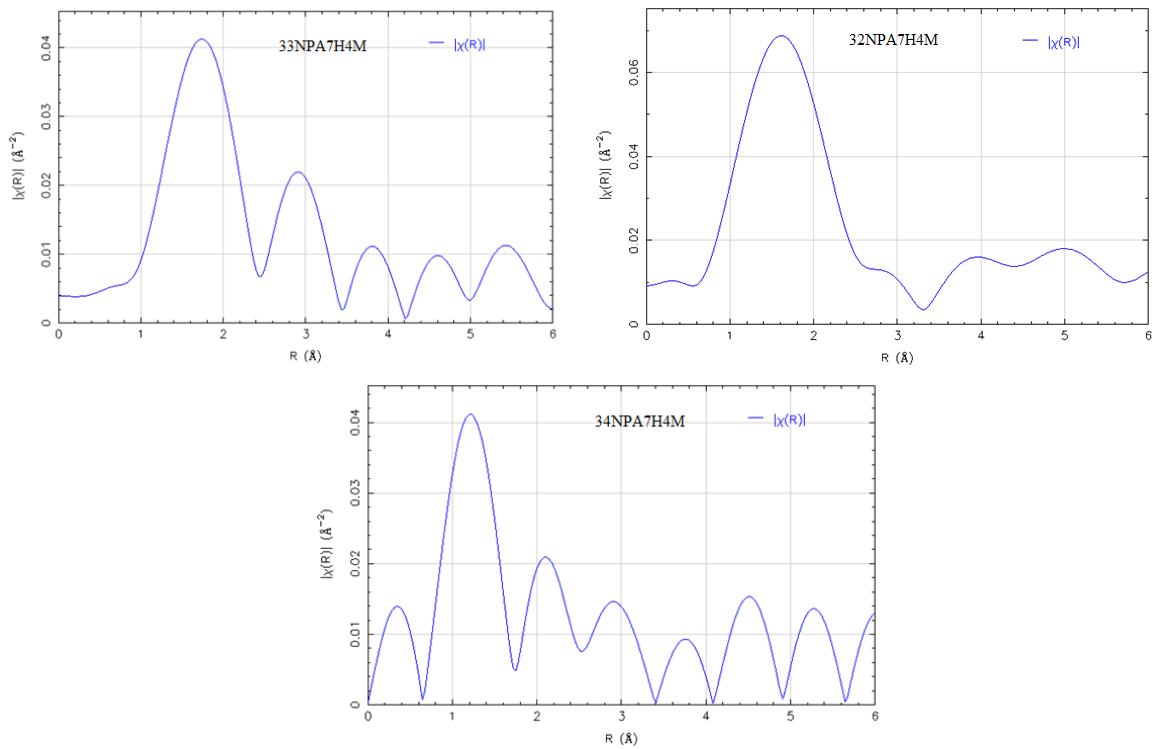 33NPA7H4M
|χ(R)|
|χ(R)| (Å⁻²)
0.04
0.03
0.02
0.01
0
0 1 2 3 4 5 6
R (Å)
32NPA7H4M
|χ(R)|
|χ(R)| (Å⁻²)
0.06
0.04
0.02
0
0 1 2 3 4 5 6
R (Å)
34NPA7H4M
|χ(R)|
|χ(R)| (Å⁻²)
0.04
0.03
0.02
0.01
0
0 1 2 3 4 5 6
R (Å)